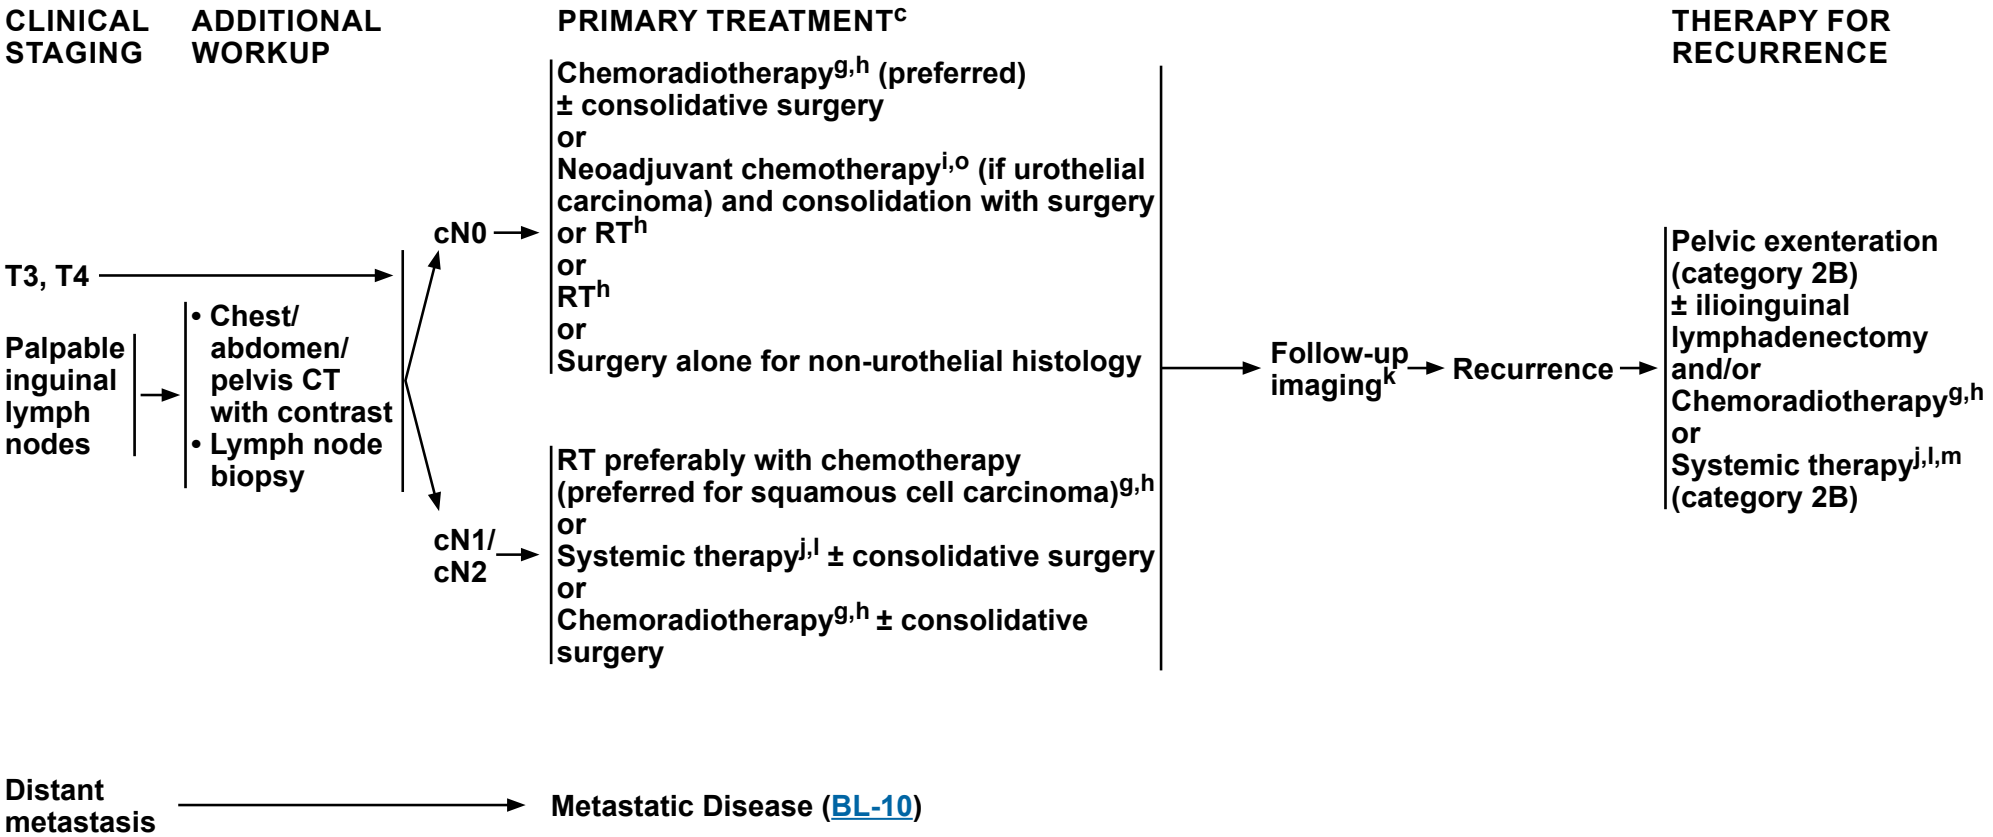 CLINICAL
STAGING
ADDITIONAL
WORKUP
PRIMARY TREATMENTᶜ
THERAPY FOR
RECURRENCE
T3, T4
Palpable
inguinal
lymph
nodes
• Chest/
abdomen/
pelvis CT
with contrast
• Lymph node
biopsy
cN0
Chemoradiotherapyg,h (preferred)
± consolidative surgery
or
Neoadjuvant chemotherapyi,o (if urothelial
carcinoma) and consolidation with surgery
or RTh
or
RTh
or
Surgery alone for non-urothelial histology
cN1/
cN2
RT preferably with chemotherapy
(preferred for squamous cell carcinoma)g,h
or
Systemic therapyj,l ± consolidative surgery
or
Chemoradiotherapyg,h ± consolidative
surgery
Follow-up
imagingk
Recurrence
Pelvic exenteration
(category 2B)
± ilioinguinal
lymphadenectomy
and/or
Chemoradiotherapyg,h
or
Systemic therapyj,l,m
(category 2B)
Distant
metastasis
Metastatic Disease (BL-10)